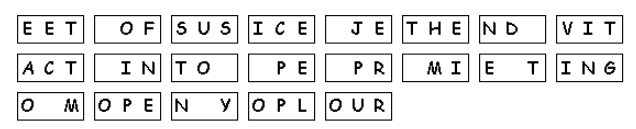 EET OF SUS ICE JE THE ND VIT
ACT IN TO PE PR MI E T ING
O M OPE N Y OPL OUR